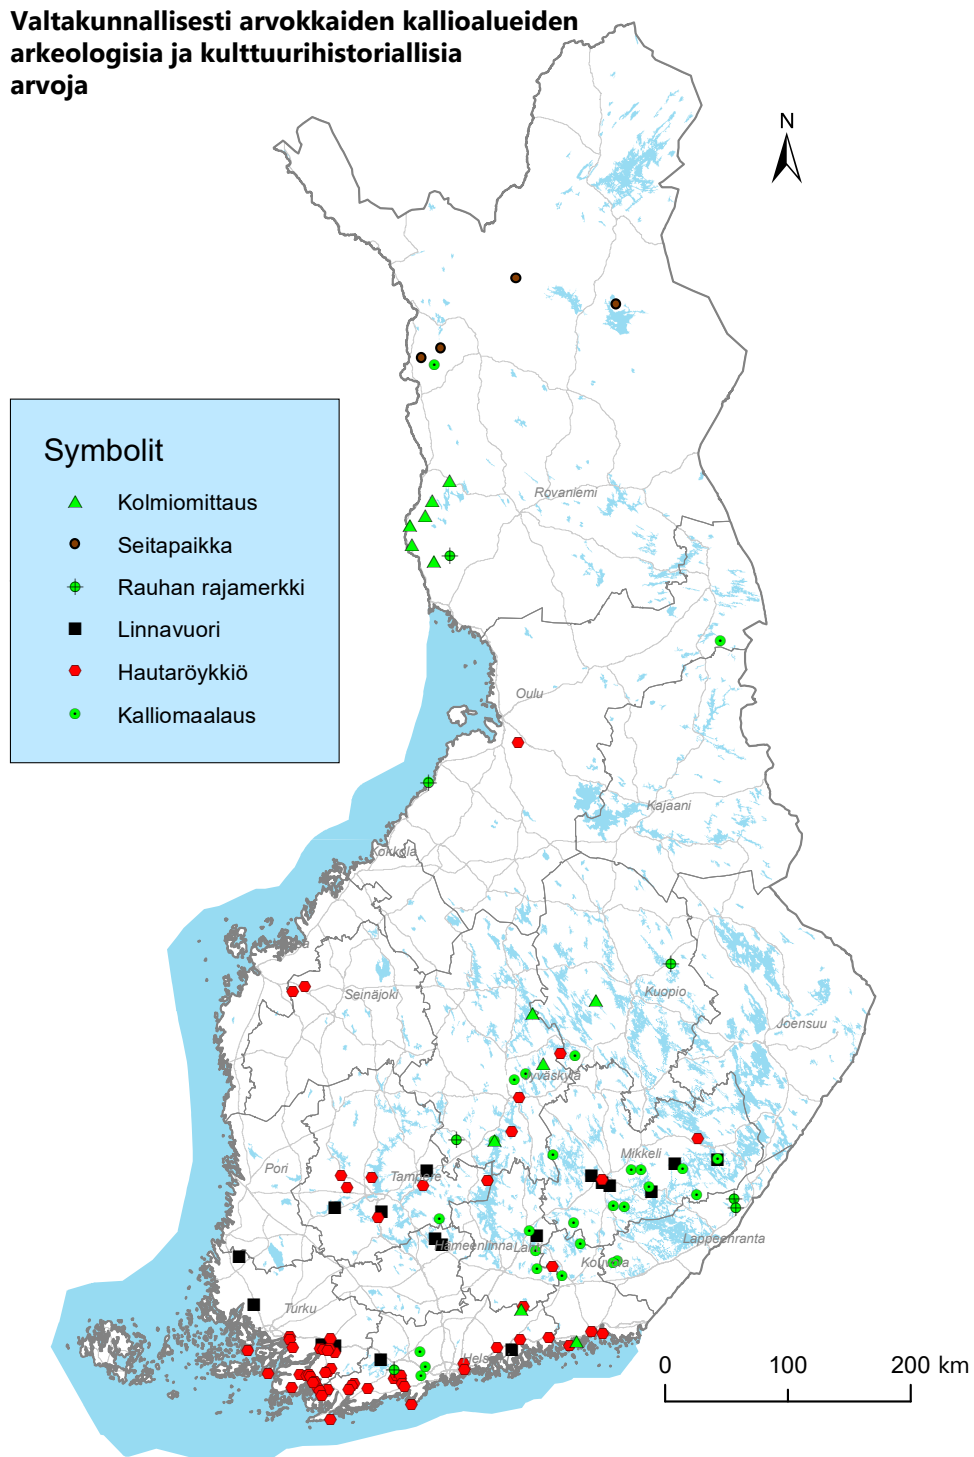 Valtakunnallisesti arvokkaiden kallioalueiden
arkeologisia ja kulttuurihistoriallisia
arvoja
N
Symbolit
Kolmiomittaus
Seitapaikka
Rauhan rajamerkki
Linnavuori
Hautaröykkiö
Kalliomaalaus
Rovaniemi
Oulu
Kajaani
Kokkola
Seinäjoki
Kuopio
Joensuu
Jyväskylä
Mikkeli
Pori
Tampere
Lappeenranta
Hämeenlinna
Lahti
Kouvola
Turku
0 100 200 km